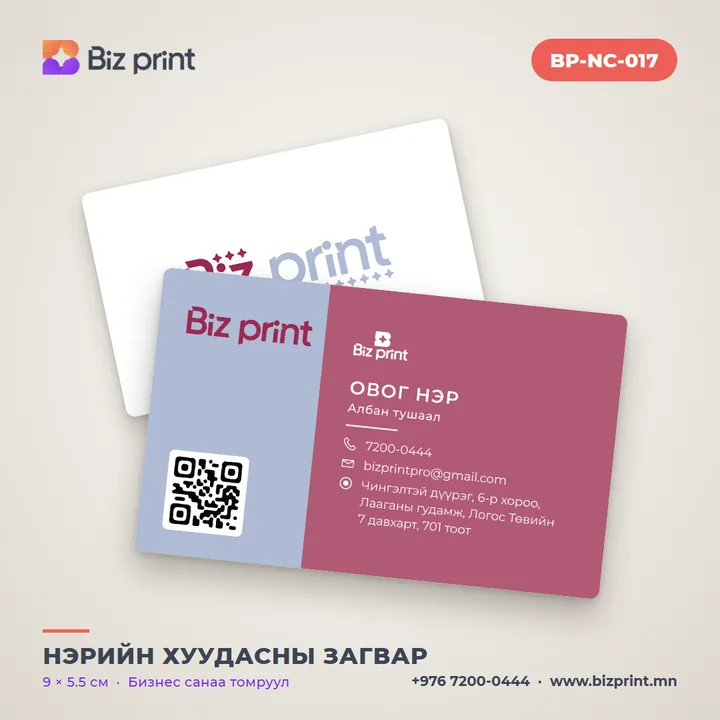 Biz print
BP-NC-017
Biz print
Biz print
Biz print
ОВОГ НЭР
Албан тушаал
7200-0444
bizprintpro@gmail.com
Чингэлтэй дүүрэг, 6-р хороо,
Лааганы гудамж, Логос Төвийн
7 давхарт, 701 тоот
НЭРИЙН ХУУДАСНЫ ЗАГВАР
9 × 5.5 см · Бизнес санаа томруул
+976 7200-0444 · www.bizprint.mn